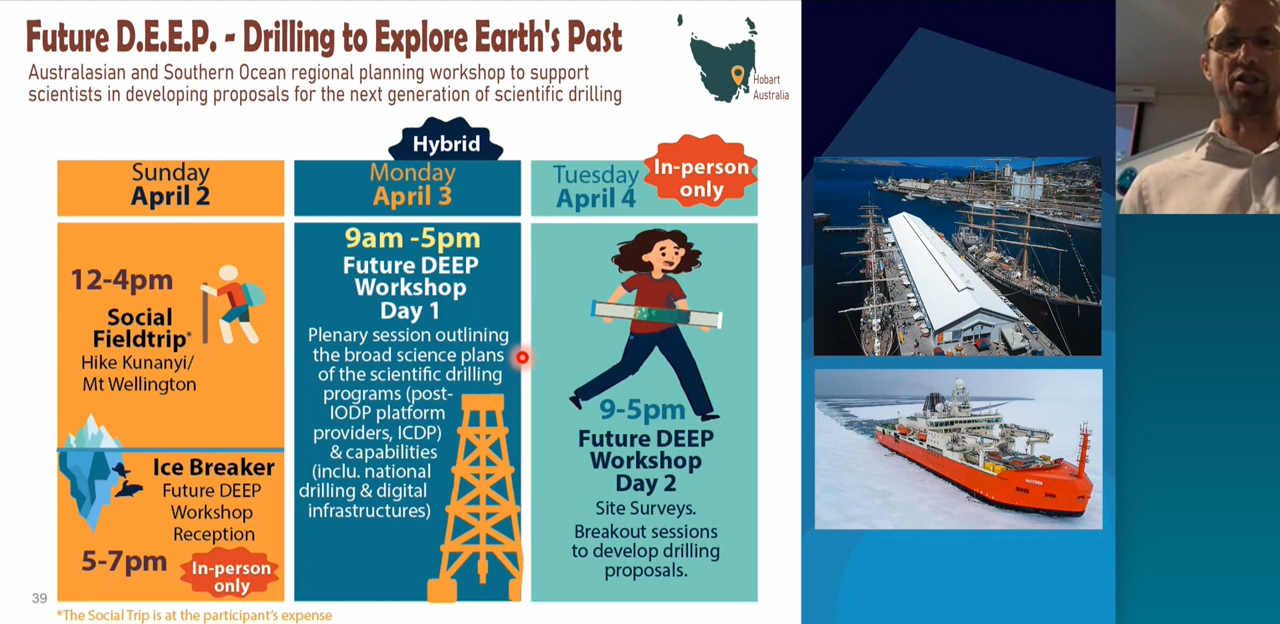 Future D.E.E.P. - Drilling to Explore Earth's Past
Australasian and Southern Ocean regional planning workshop to support
scientists in developing proposals for the next generation of scientific drilling
Hobart
Australia
Sunday
April 2
12-4pm
Social
Fieldtrip*
Hike Kunanyi/
Mt Wellington
Ice Breaker
Future DEEP
Workshop
Reception
5-7pm
In-person
only
Hybrid
Monday
April 3
9am -5pm
Future DEEP
Workshop
Day 1
Plenary session outlining
the broad science plans
of the scientific drilling
programs (post-
IODP platform
providers, ICDP)
& capabilities
(inclu. national
drilling & digital
infrastructures)
In-person
only
Tuesday
April 4
9-5pm
Future DEEP
Workshop
Day 2
Site Surveys.
Breakout sessions
to develop drilling
proposals.
39
*The Social Trip is at the participant's expense
NUYINA